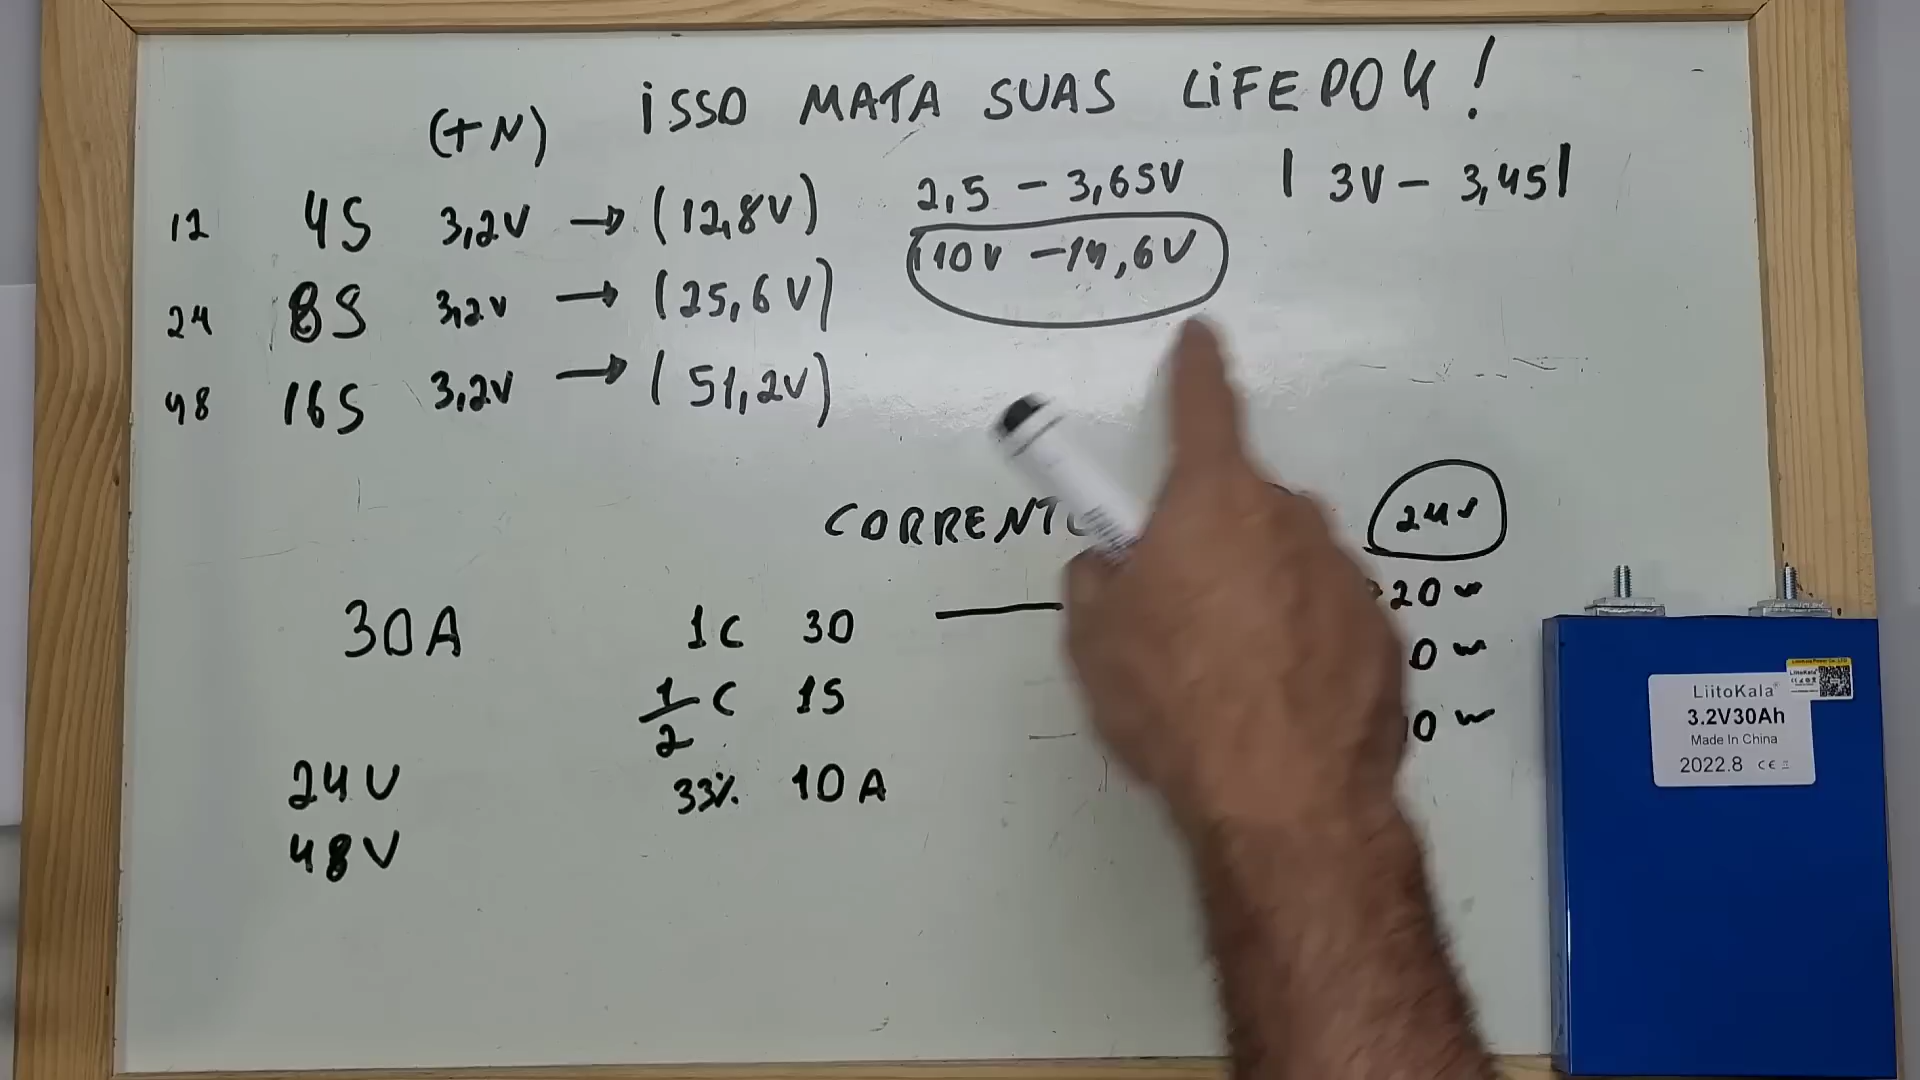 ISSO MATA SUAS LIFEPO4!
(+N)
12 4S 3,2V → (12,8V) 2,5 - 3,65V | 3V - 3,45|
10V - 14,6V
24 8S 3,2V → (25,6V)
48 16S 3,2V → (51,2V)
CORRENTE
30A 1C 30
1/2 C 15
33% 10A
24V
48V
LiitoKala
3.2V30Ah
Made In China
2022.8 CE